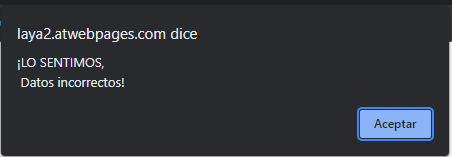 laya2.atwebpages.com dice
¡LO SENTIMOS,
Datos incorrectos!
Aceptar